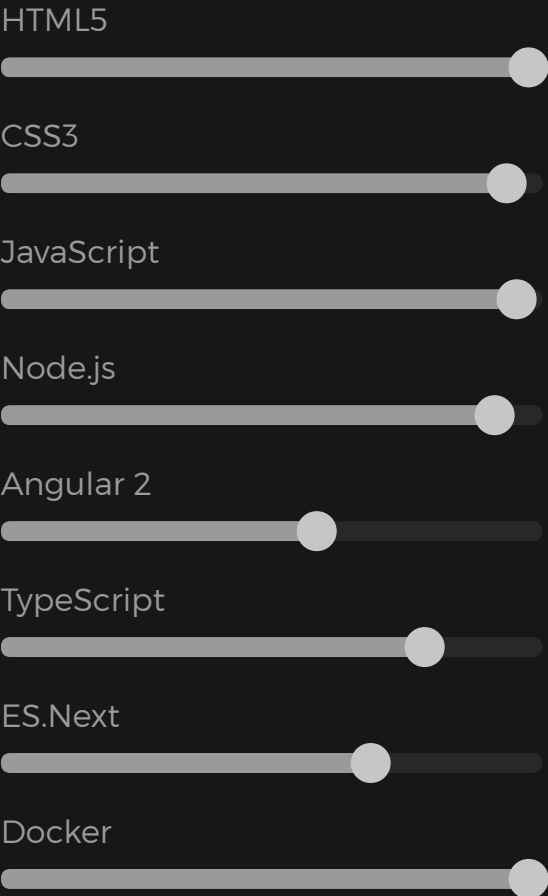 HTML5
CSS3
JavaScript
Node.js
Angular 2
TypeScript
ES.Next
Docker